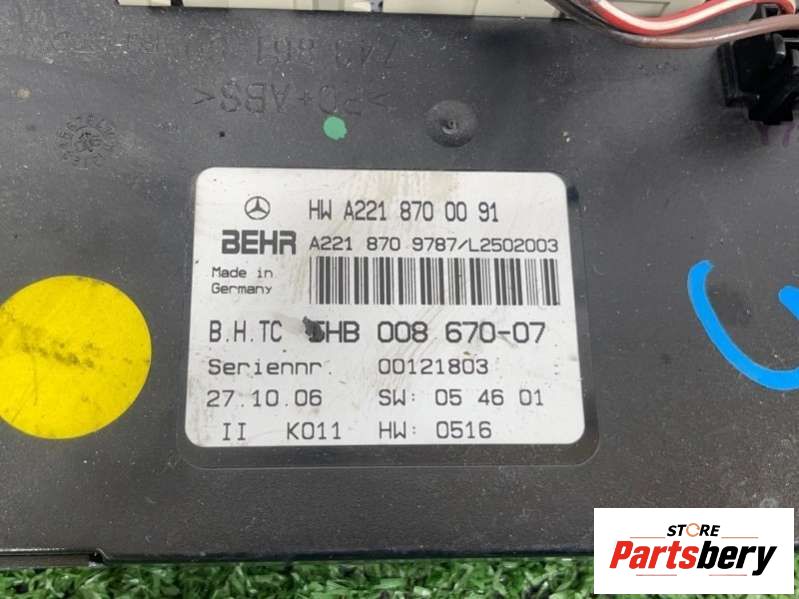 >PC+ABS<
HW A221 870 00 91
BEHR A221 870 9787/L2502003
Made in
Germany
B.H.TC 5HB 008 670-07
Seriennr. 00121803
27.10.06 SW: 05 46 01
II K011 HW: 0516
STORE
Partsbery